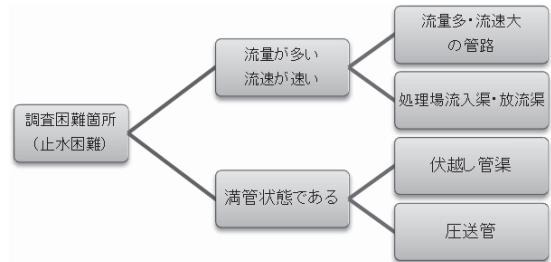 調査困難箇所
（止水困難）
流量が多い
流速が速い
満管状態である
流量多・流速大
の管路
処理場流入渠・放流渠
伏越し管渠
圧送管